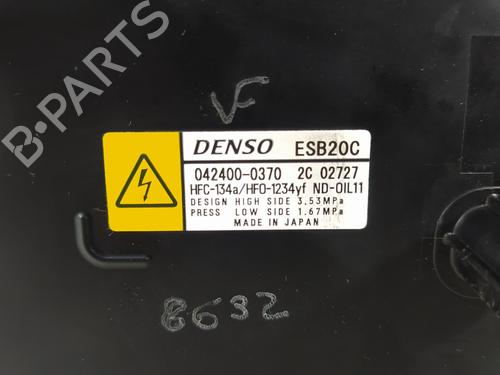 VF
DENSO ESB20C
042400-0370 2C 02727
HFC-134a/HFO-1234yf ND-OIL11
DESIGN HIGH SIDE 3.53MPa
PRESS LOW SIDE 1.67MPa
MADE IN JAPAN
8632
B-PARTS